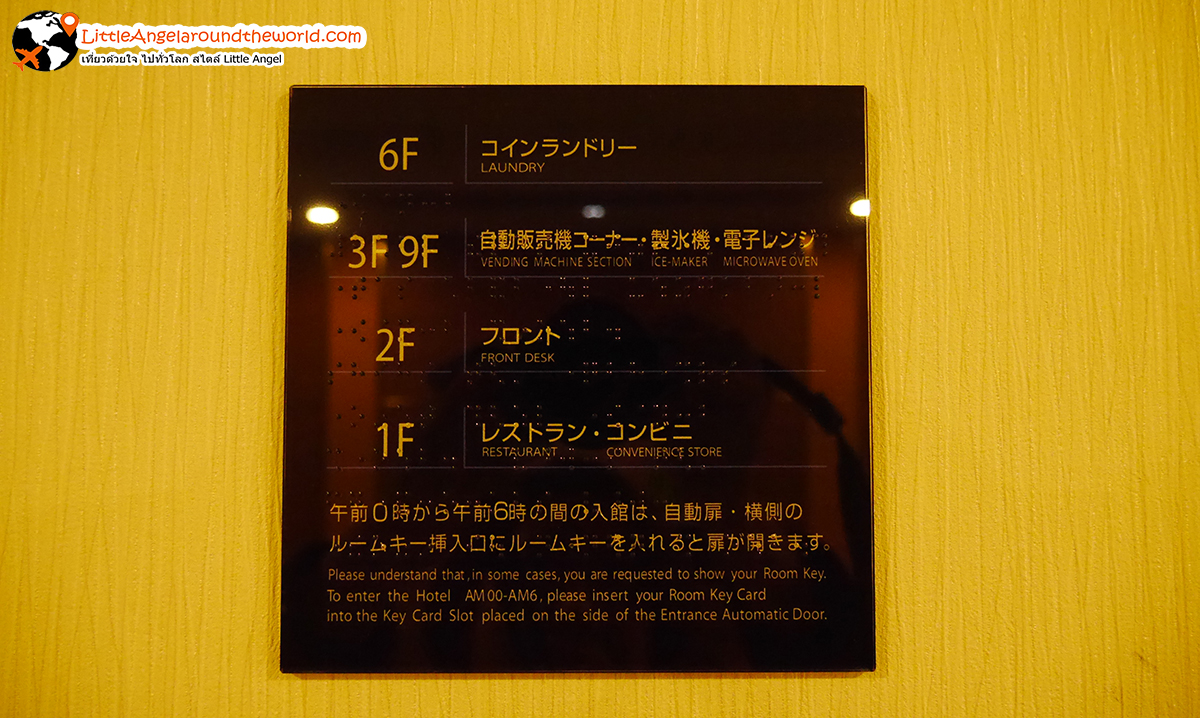 LittleAngelaroundtheworld.com
เที่ยวด้วยใจ ไปทั่วโลก สไตล์ Little Angel
6F
コインランドリー
LAUNDRY
3F 9F
自動販売機コーナー・製氷機・電子レンジ
VENDING MACHINE SECTION ICE-MAKER MICROWAVE OVEN
2F
フロント
FRONT DESK
1F
レストラン・コンビニ
RESTAURANT CONVENIENCE STORE
午前0時から午前6時の間の入館は、自動扉・横側の
ルームキー挿入口にルームキーを入れると扉が開きます。
Please understand that, in some cases, you are requested to show your Room Key.
To enter the Hotel AM00-AM6, please insert your Room Key Card
into the Key Card Slot placed on the side of the Entrance Automatic Door.